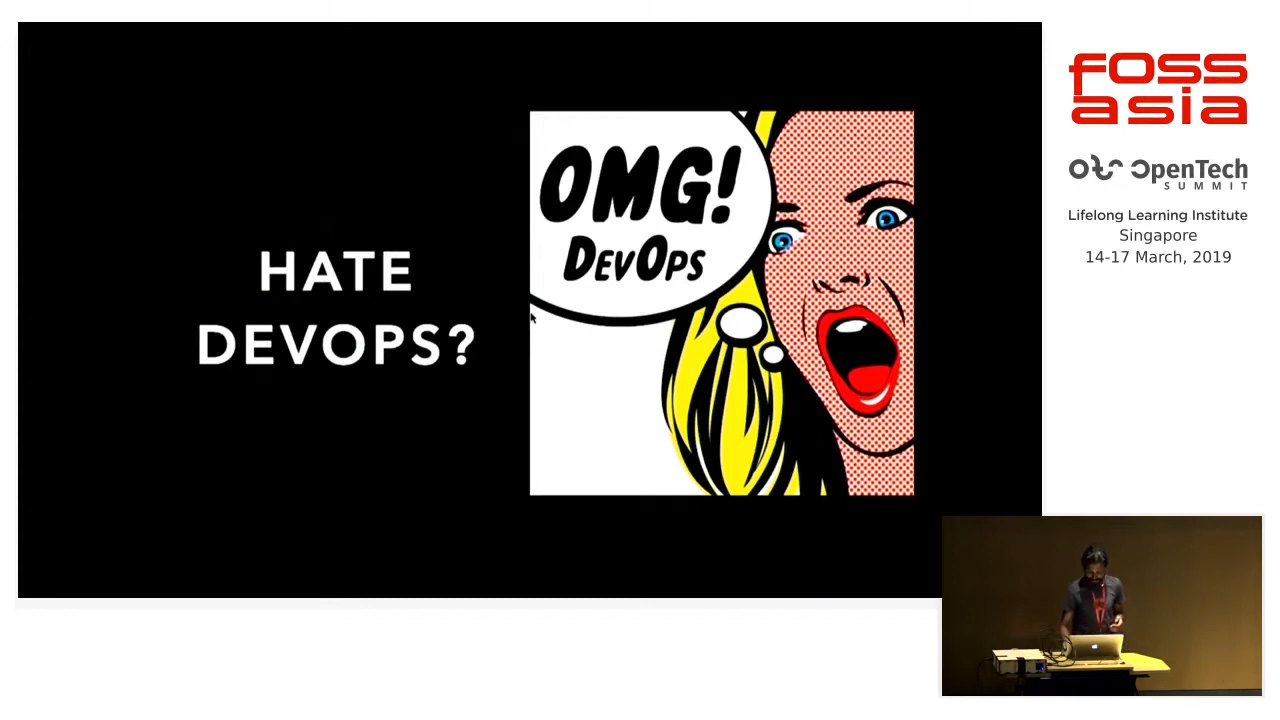 HATE
DEVOPS?
OMG!
DEVOPS
fOSS
asia
OpenTech
SUMMIT
Lifelong Learning Institute
Singapore
14-17 March, 2019